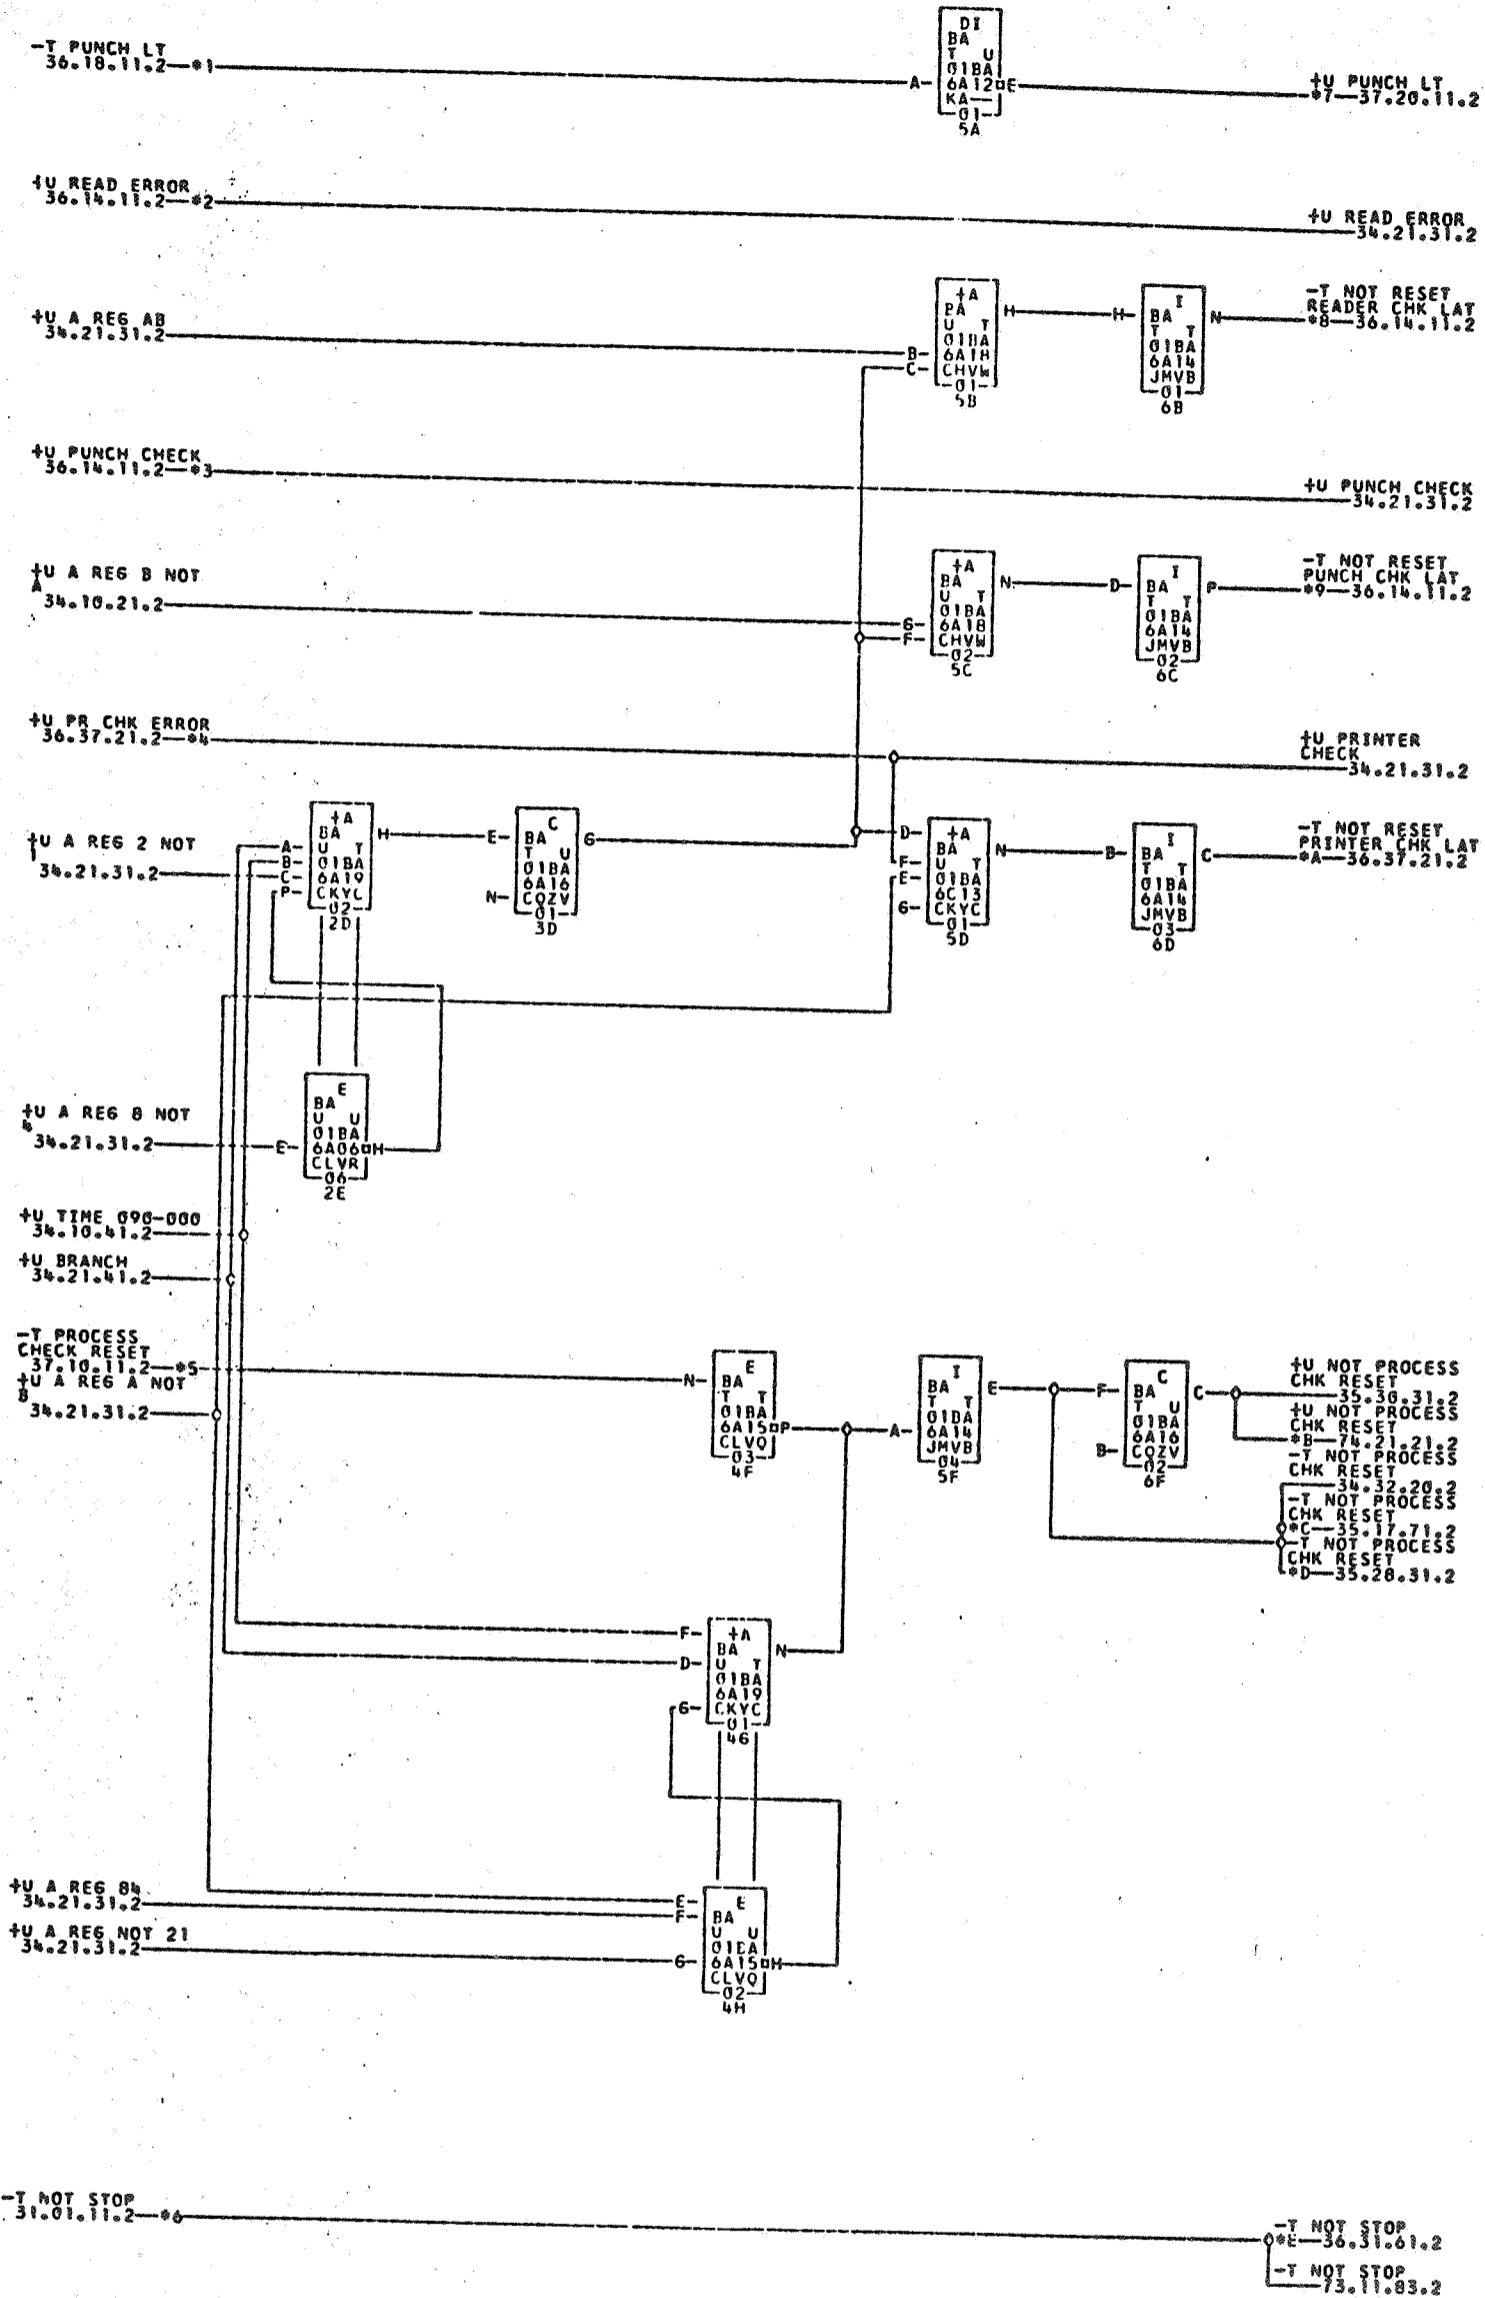 -T PUNCH LT
36.18.11.2—*1
A-
DI
BA
T U
01BA
6A12
KA—
01
5A
E
+U PUNCH LT
*7—37.20.11.2
+U READ ERROR
36.14.11.2—*2
+U READ ERROR
34.21.31.2
+U A REG AB
34.21.31.2
B-
C-
+A
BA
U T
01BA
6A18
CHVW
01
5B
H
H-
I
BA
T T
01BA
6A14
JMVB
01
6B
N
-T NOT RESET
READER CHK LAT
*8—36.14.11.2
+U PUNCH CHECK
36.14.11.2—*3
+U PUNCH CHECK
34.21.31.2
+U A REG B NOT
A
34.10.21.2
G-
F-
+A
BA
U T
01BA
6A18
CHVW
02
5C
N
D-
I
BA
T T
01BA
6A14
JMVB
02
6C
P
-T NOT RESET
PUNCH CHK LAT
*9—36.14.11.2
+U PR CHK ERROR
36.37.21.2—*4
+U PRINTER
CHECK
34.21.31.2
+U A REG 2 NOT
1
34.21.31.2
A-
B-
C-
P-
+A
BA
U T
01BA
6A19
CKYC
02
2D
H
E-
N-
C
BA
T U
01BA
6A16
CQZV
01
3D
G
D-
F-
E-
G-
+A
BA
U T
01BA
6C13
CKYC
01
5D
N
B-
I
BA
T T
01BA
6A14
JMVB
03
6D
C
-T NOT RESET
PRINTER CHK LAT
*A—36.37.21.2
+U A REG 8 NOT
4
34.21.31.2
E-
E
BA
U U
01BA
6A06
CLVR
06
2E
H
+U TIME 090-000
34.10.41.2
+U BRANCH
34.21.41.2
-T PROCESS
CHECK RESET
37.10.11.2—*5
+U A REG A NOT
B
34.21.31.2
N-
E
BA
T T
01BA
6A15
CLVQ
03
4F
P
A-
I
BA
T T
01BA
6A14
JMVB
04
5F
E
F-
B-
C
BA
T U
01BA
6A16
CQZV
02
6F
C
+U NOT PROCESS
CHK RESET
35.30.31.2
+U NOT PROCESS
CHK RESET
*B—74.21.21.2
-T NOT PROCESS
CHK RESET
34.32.20.2
-T NOT PROCESS
CHK RESET
*C—35.17.71.2
-T NOT PROCESS
CHK RESET
*D—35.28.31.2
F-
D-
G-
+A
BA
U T
01BA
6A19
CKYC
01
4G
N
+U A REG 84
34.21.31.2
+U A REG NOT 21
34.21.31.2
E-
F-
G-
E
BA
U U
01BA
6A15
CLVQ
02
4H
H
-T NOT STOP
31.01.11.2—*6
-T NOT STOP
*E—36.31.61.2
-T NOT STOP
73.11.83.2